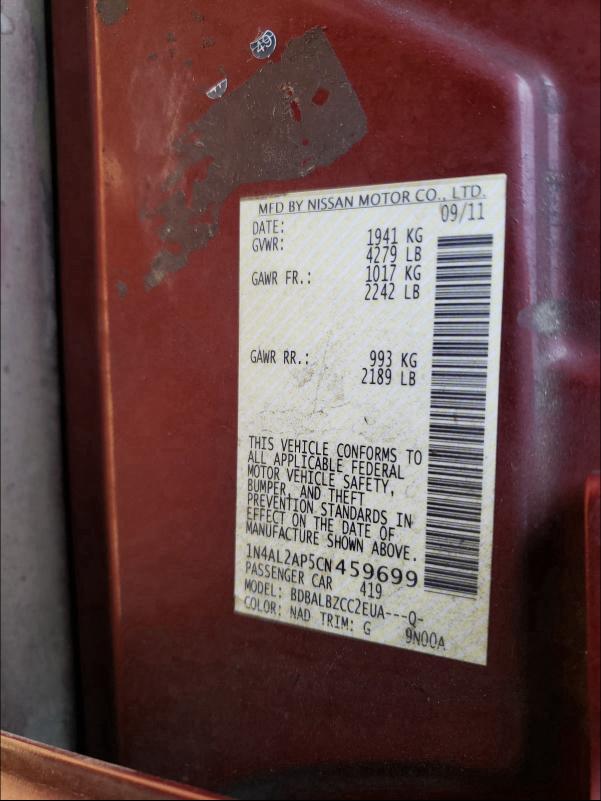 49
MFD BY NISSAN MOTOR CO., LTD.
DATE: 09/11
GVWR: 1941 KG
4279 LB
GAWR FR.: 1017 KG
2242 LB
GAWR RR.: 993 KG
2189 LB
THIS VEHICLE CONFORMS TO
ALL APPLICABLE FEDERAL
MOTOR VEHICLE SAFETY,
BUMPER, AND THEFT
PREVENTION STANDARDS IN
EFFECT ON THE DATE OF
MANUFACTURE SHOWN ABOVE.
1N4AL2AP5CN459699
PASSENGER CAR 419
MODEL: BDBALBZCC2EUA---Q-
COLOR: NAD TRIM: G 9N00A